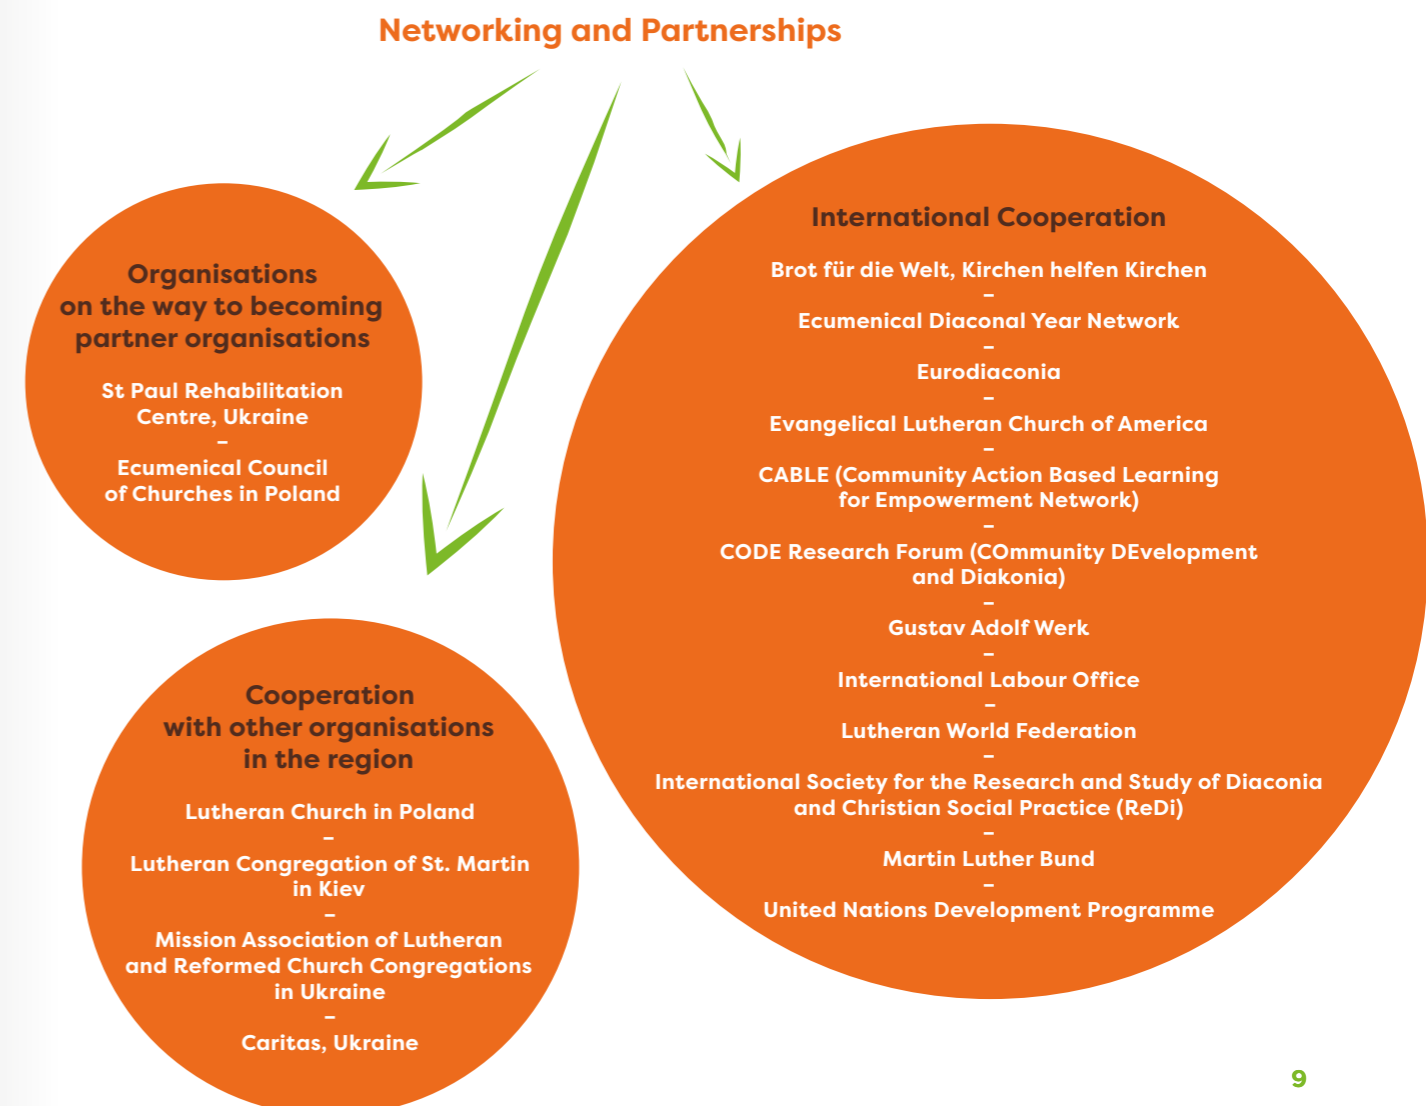 Networking and Partnerships
Organisations
on the way to becoming
partner organisations
St Paul Rehabilitation
Centre, Ukraine
–
Ecumenical Council
of Churches in Poland
Cooperation
with other organisations
in the region
Lutheran Church in Poland
–
Lutheran Congregation of St. Martin
in Kiev
–
Mission Association of Lutheran
and Reformed Church Congregations
in Ukraine
–
Caritas, Ukraine
International Cooperation
Brot für die Welt, Kirchen helfen Kirchen
–
Ecumenical Diaconal Year Network
–
Eurodiaconia
–
Evangelical Lutheran Church of America
–
CABLE (Community Action Based Learning
for Empowerment Network)
–
CODE Research Forum (COmmunity DEvelopment
and Diakonia)
–
Gustav Adolf Werk
–
International Labour Office
–
Lutheran World Federation
–
International Society for the Research and Study of Diaconia
and Christian Social Practice (ReDi)
–
Martin Luther Bund
–
United Nations Development Programme
9